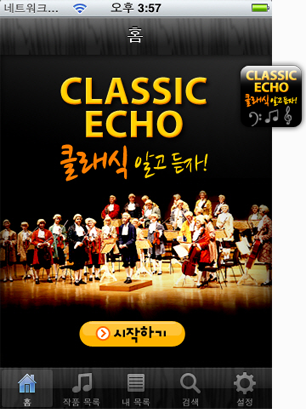 네트워크... 오후 3:57
홈
CLASSIC
ECHO
클래식 알고 듣자!
CLASSIC
ECHO
클래식 알고 듣자!
시작하기
홈 작품 목록 내 목록 검색 설정